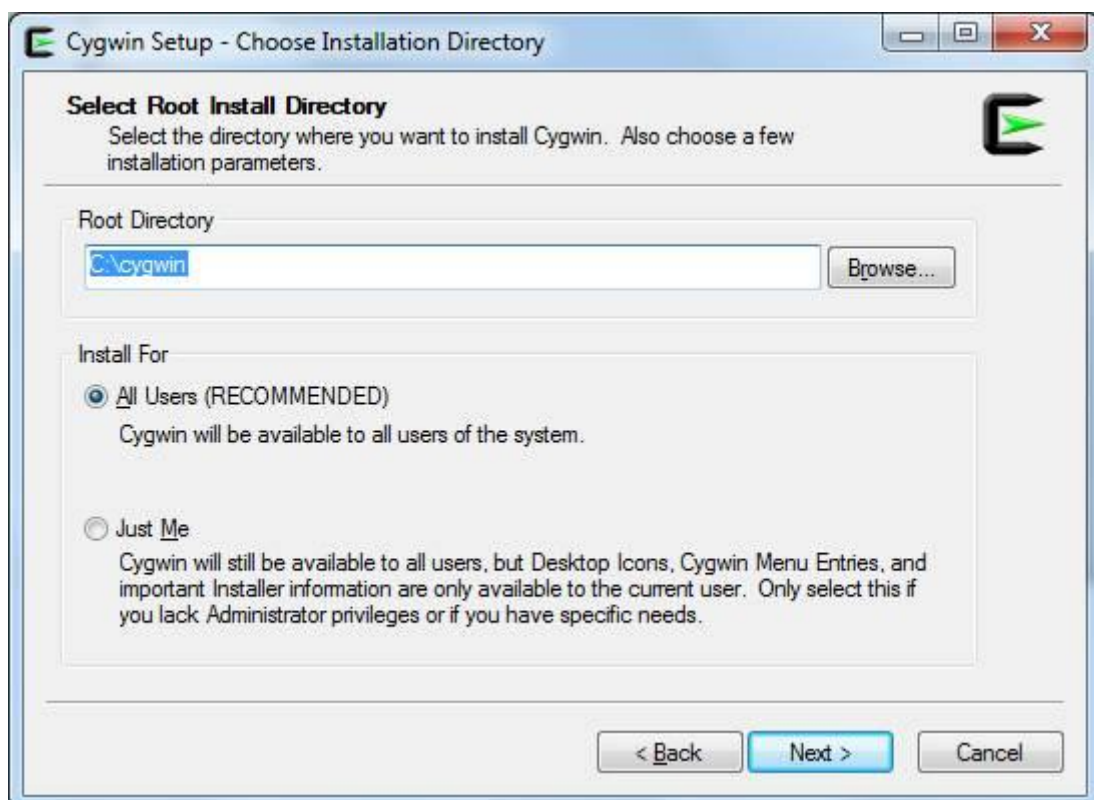 Cygwin Setup - Choose Installation Directory
Select Root Install Directory
Select the directory where you want to install Cygwin. Also choose a few
installation parameters.
Root Directory
C:\cygwin
Browse...
Install For
All Users (RECOMMENDED)
Cygwin will be available to all users of the system.
Just Me
Cygwin will still be available to all users, but Desktop Icons, Cygwin Menu Entries, and
important Installer information are only available to the current user. Only select this if
you lack Administrator privileges or if you have specific needs.
< Back
Next >
Cancel